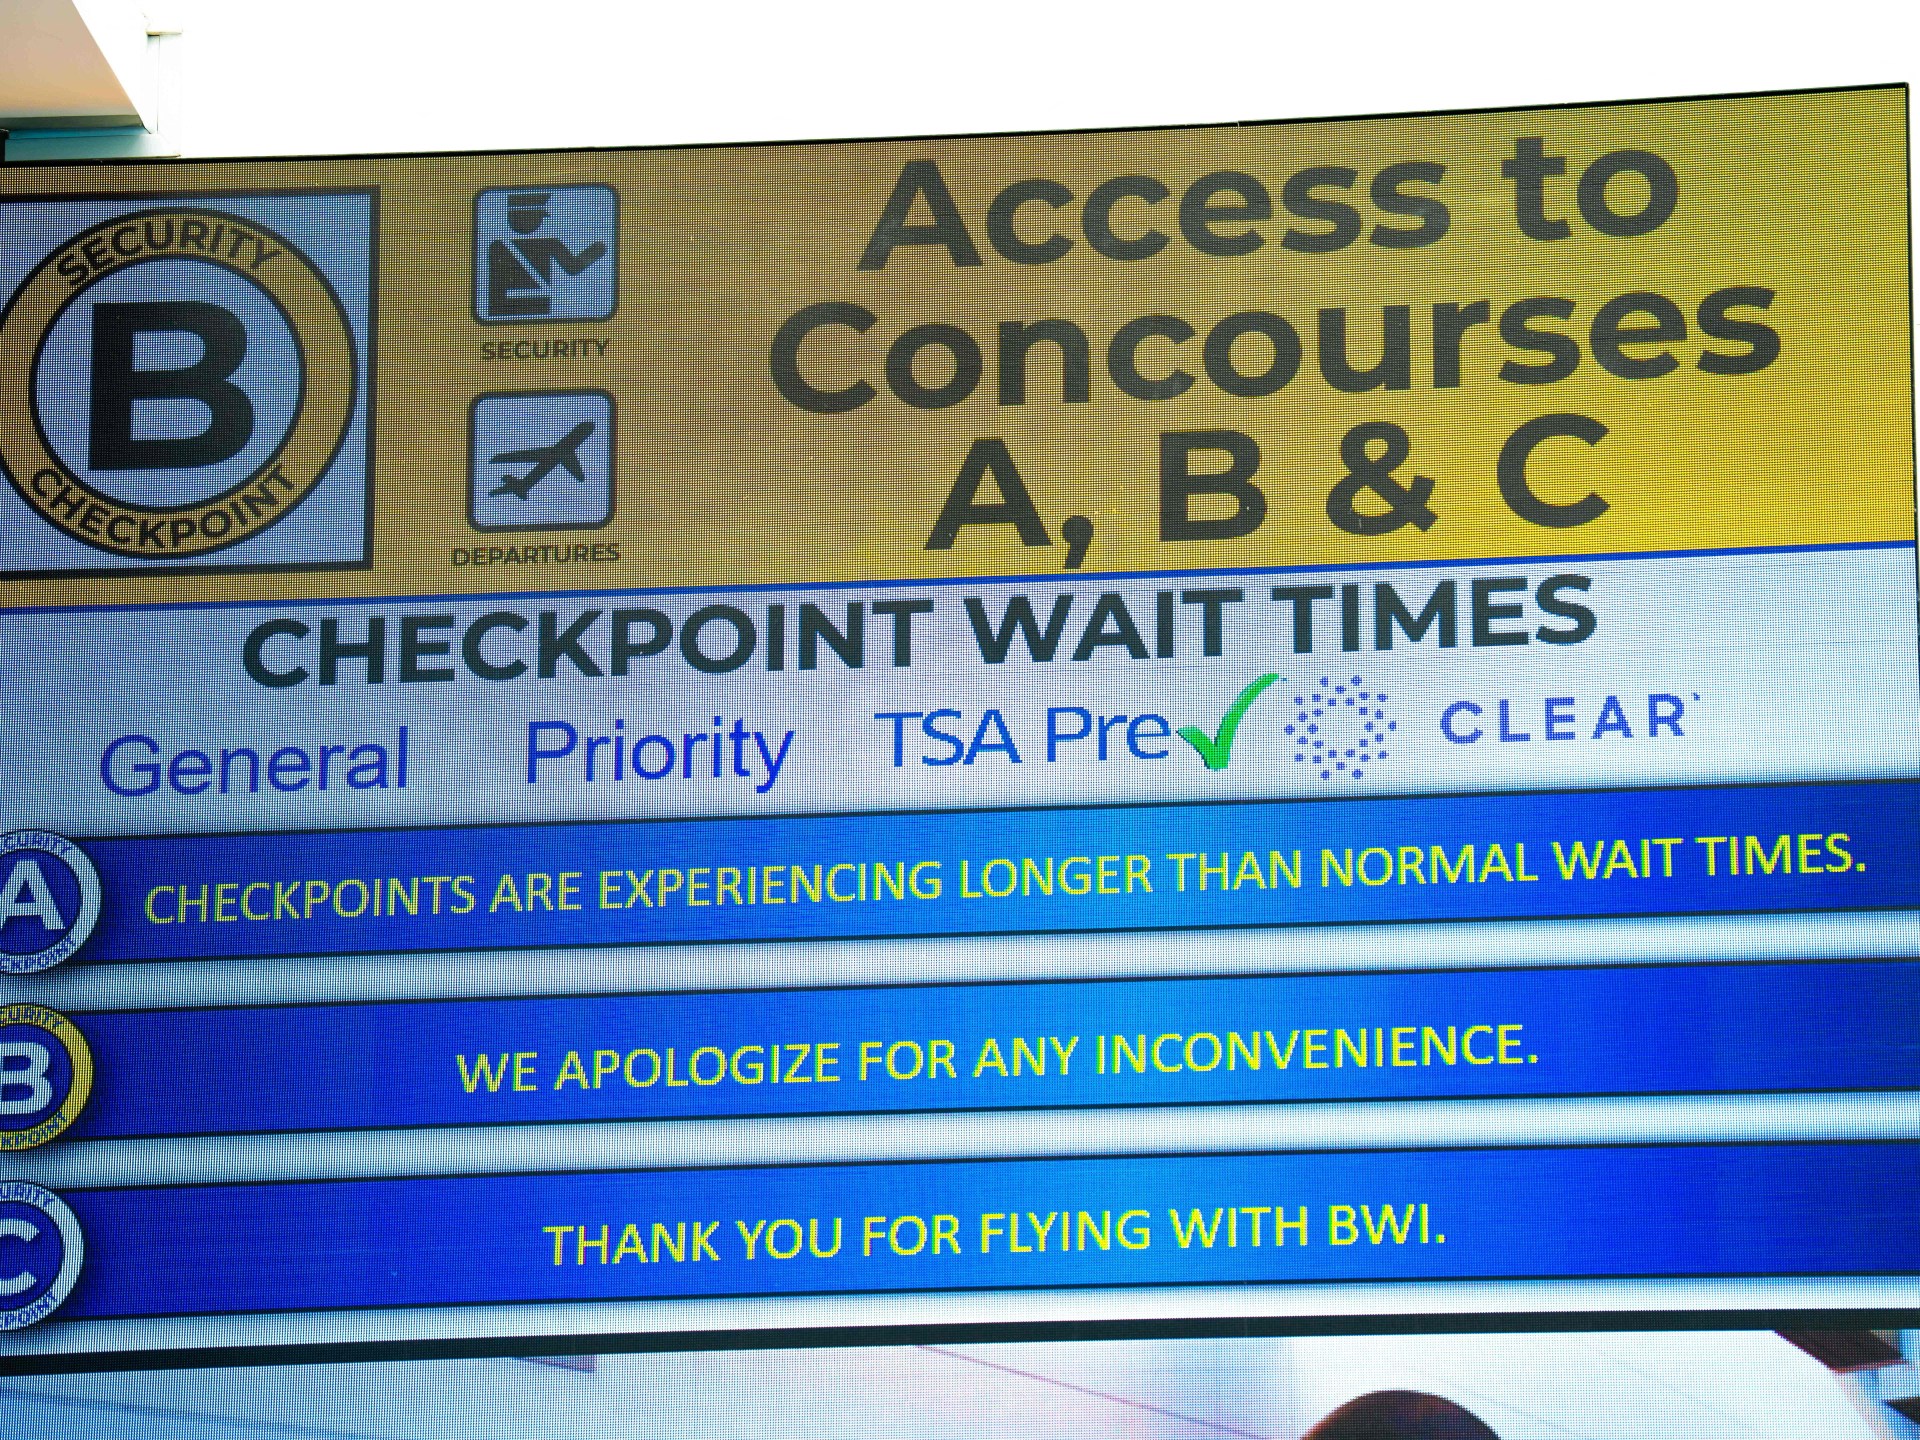 SECURITY
B
CHECKPOINT
SECURITY
DEPARTURES
Access to
Concourses
A, B & C
CHECKPOINT WAIT TIMES
General Priority TSA Pre CLEAR
A CHECKPOINTS ARE EXPERIENCING LONGER THAN NORMAL WAIT TIMES.
B WE APOLOGIZE FOR ANY INCONVENIENCE.
C THANK YOU FOR FLYING WITH BWI.